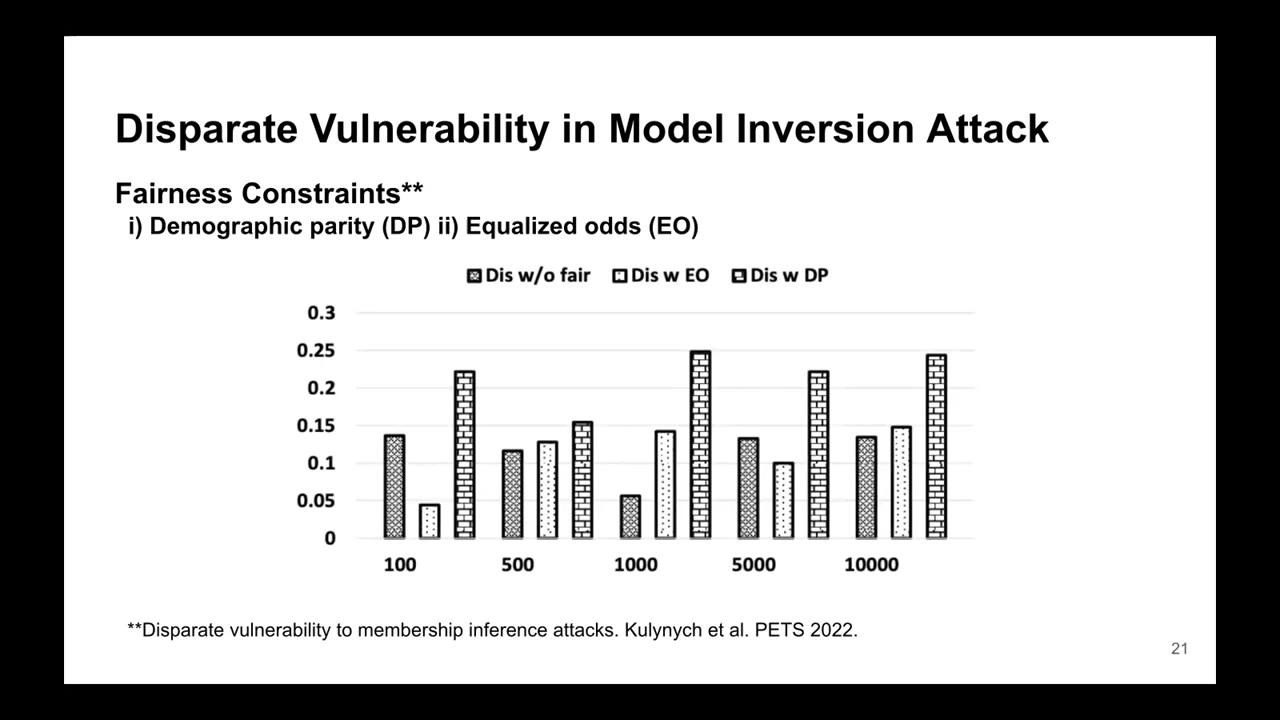 Disparate Vulnerability in Model Inversion Attack
Fairness Constraints**
i) Demographic parity (DP) ii) Equalized odds (EO)
Dis w/o fair Dis w EO Dis w DP
0.3
0.25
0.2
0.15
0.1
0.05
0
100 500 1000 5000 10000
**Disparate vulnerability to membership inference attacks. Kulynych et al. PETS 2022.
21